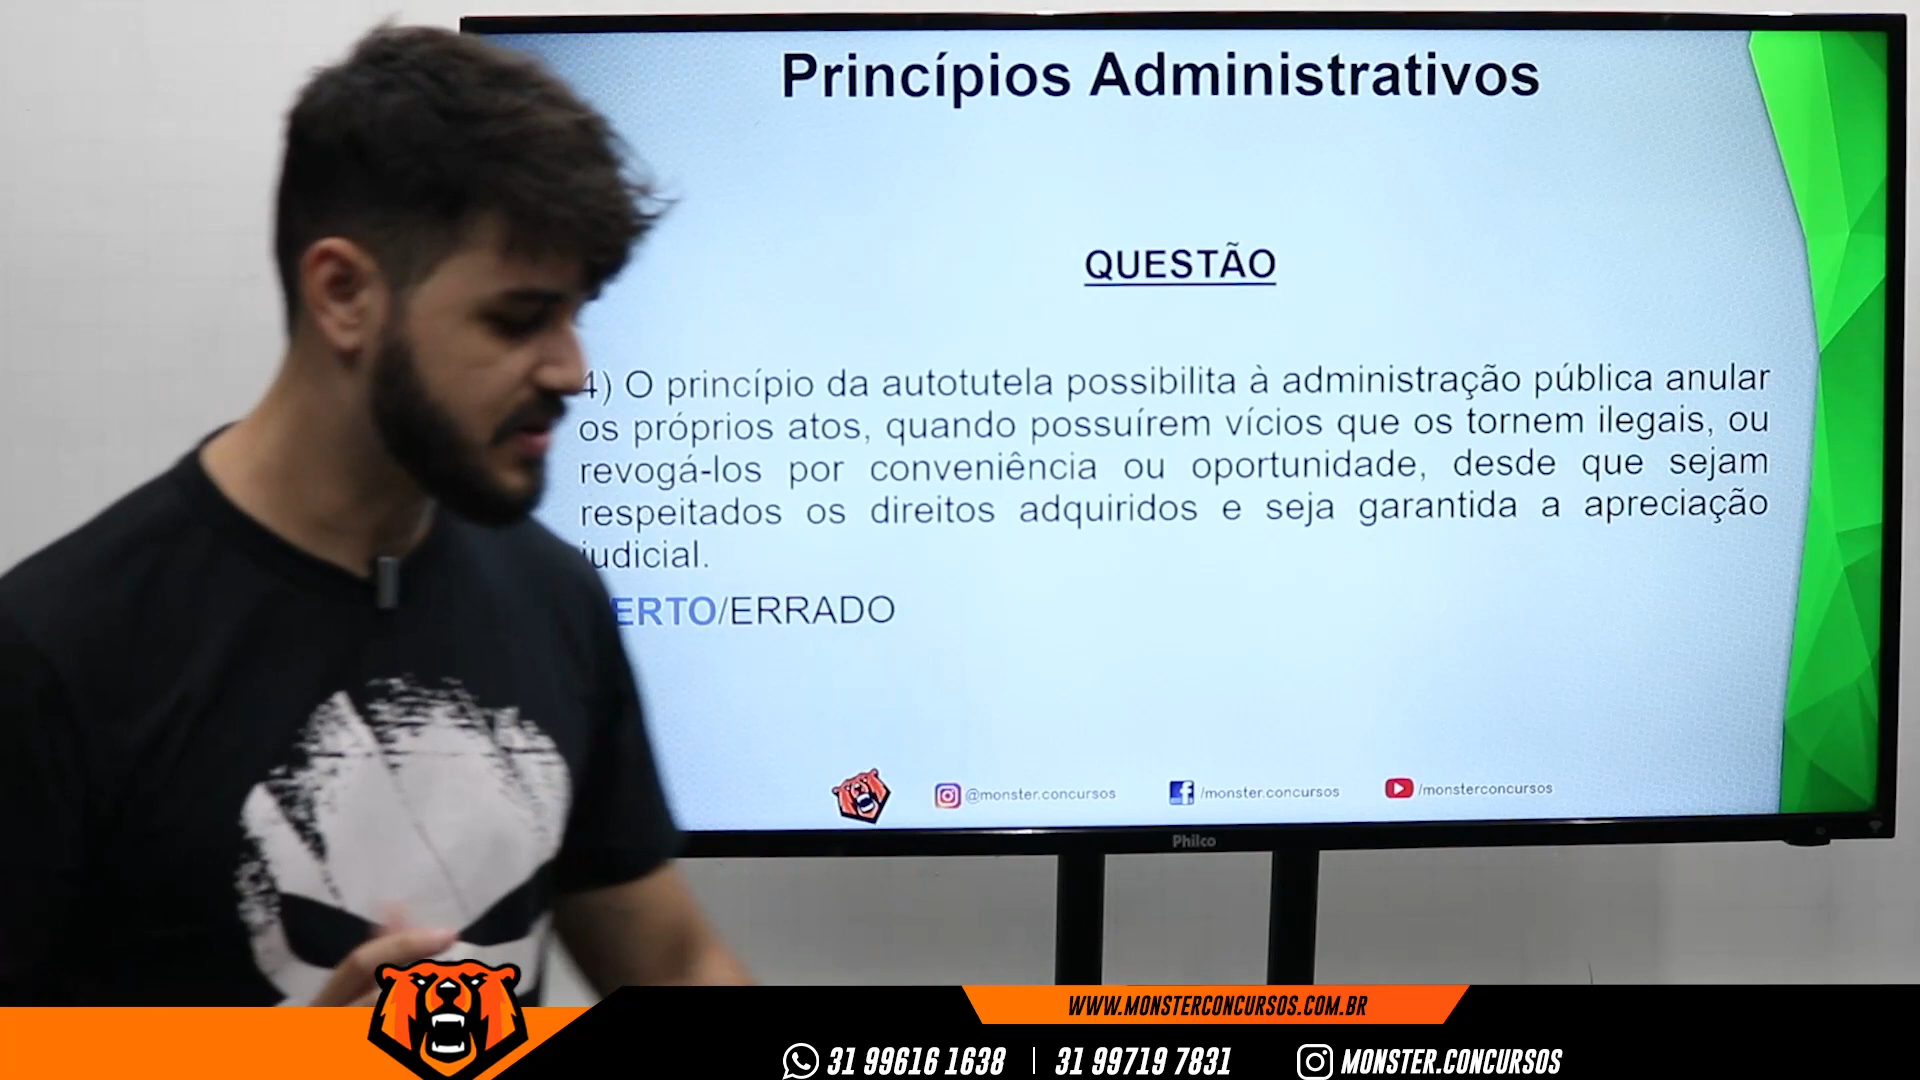 Princípios Administrativos
QUESTÃO
4) O princípio da autotutela possibilita à administração pública anular
os próprios atos, quando possuírem vícios que os tornem ilegais, ou
revogá-los por conveniência ou oportunidade, desde que sejam
respeitados os direitos adquiridos e seja garantida a apreciação
judicial.
ERTO/ERRADO
@monster.concursos
/monster.concursos
/monsterconcursos
Philco
WWW.MONSTERCONCURSOS.COM.BR
31 99616 1638 | 31 99719 7831
MONSTER.CONCURSOS